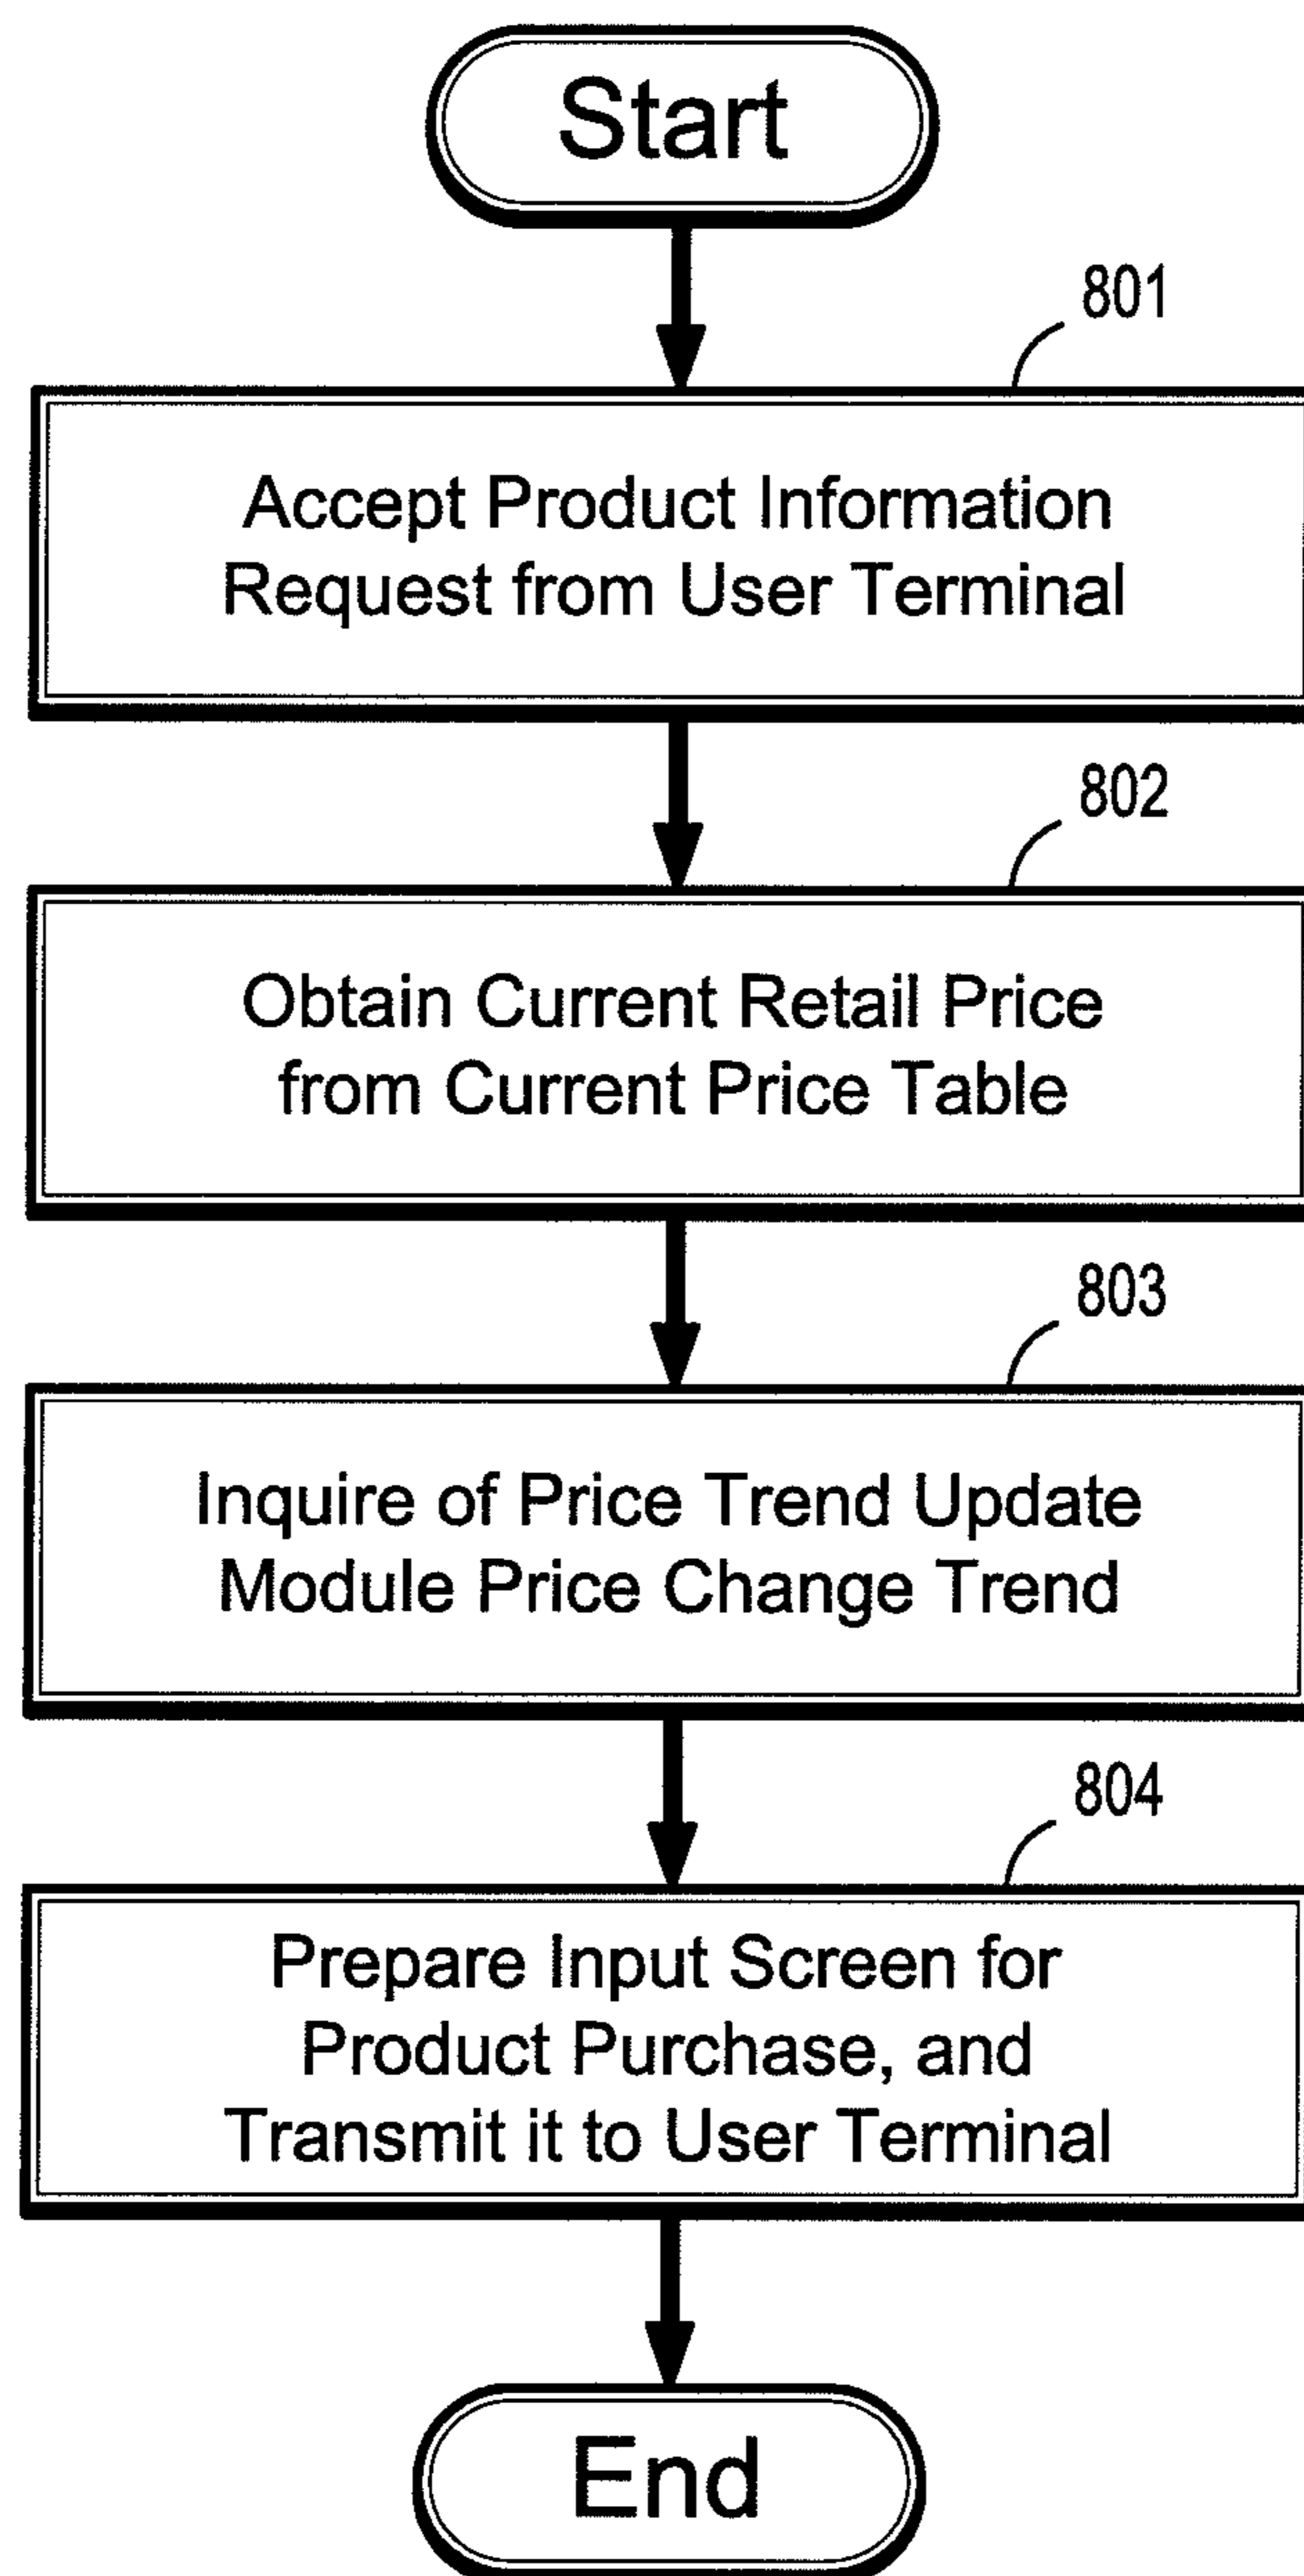 Start
801
Accept Product Information
Request from User Terminal
802
Obtain Current Retail Price
from Current Price Table
803
Inquire of Price Trend Update
Module Price Change Trend
804
Prepare Input Screen for
Product Purchase, and
Transmit it to User Terminal
End